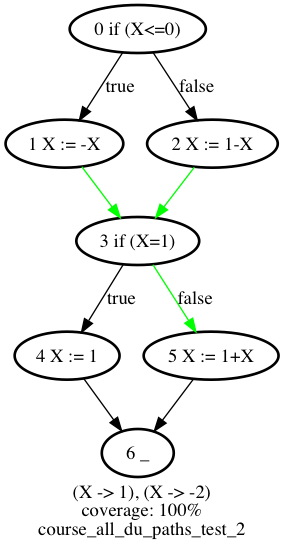 0 if (X<=0)
true
false
1 X := -X
2 X := 1-X
3 if (X=1)
true
false
4 X := 1
5 X := 1+X
6 _
(X -> 1), (X -> -2)
coverage: 100%
course_all_du_paths_test_2